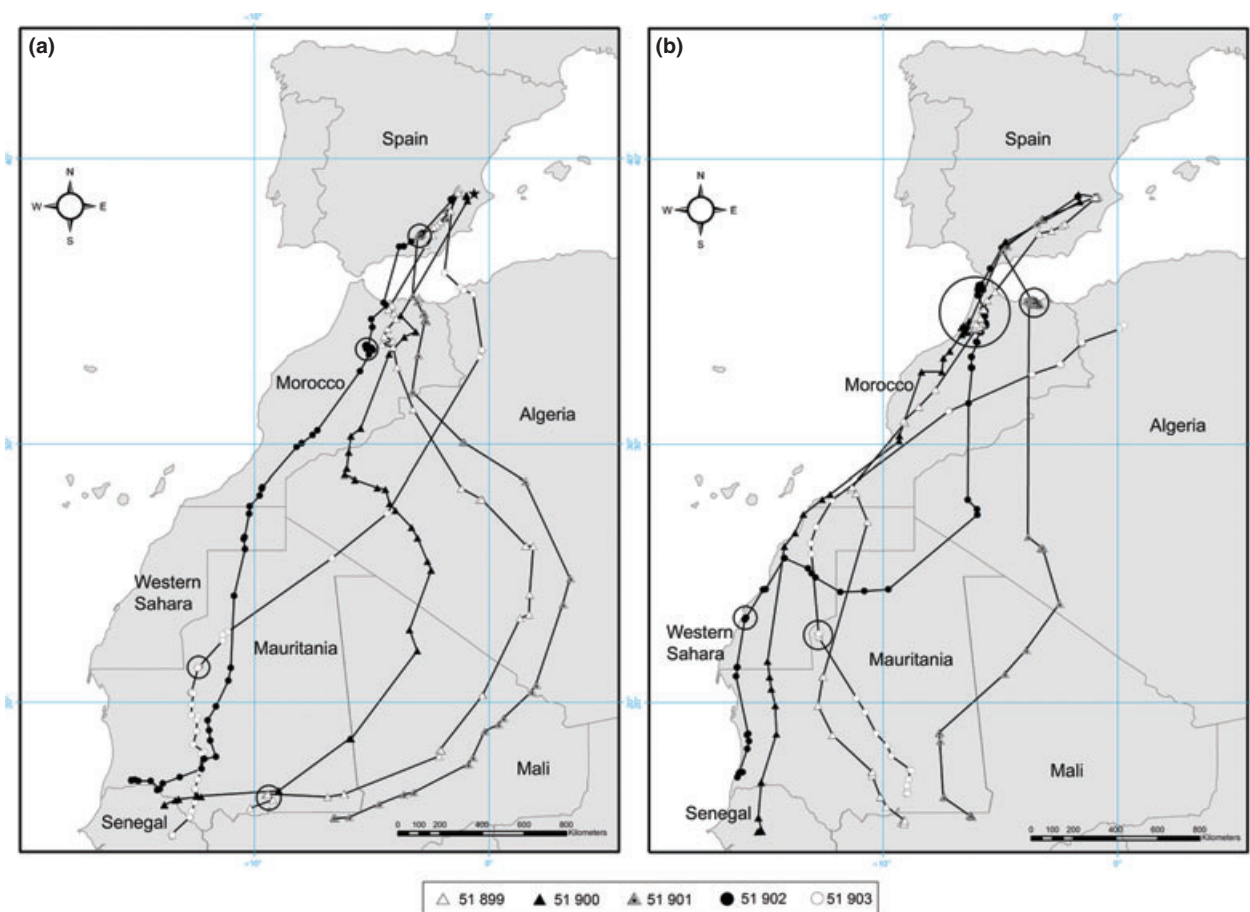 (a)
Spain
N
W E
S
Morocco
Algeria
Western
Sahara
Mauritania
Mali
Senegal
0 100 200 400 600 800
Kilometers
(b)
Spain
N
W E
S
Morocco
Algeria
Western
Sahara
Mauritania
Mali
Senegal
0 100 200 400 600 800
Kilometers
51 899 51 900 51 901 51 902 51 903